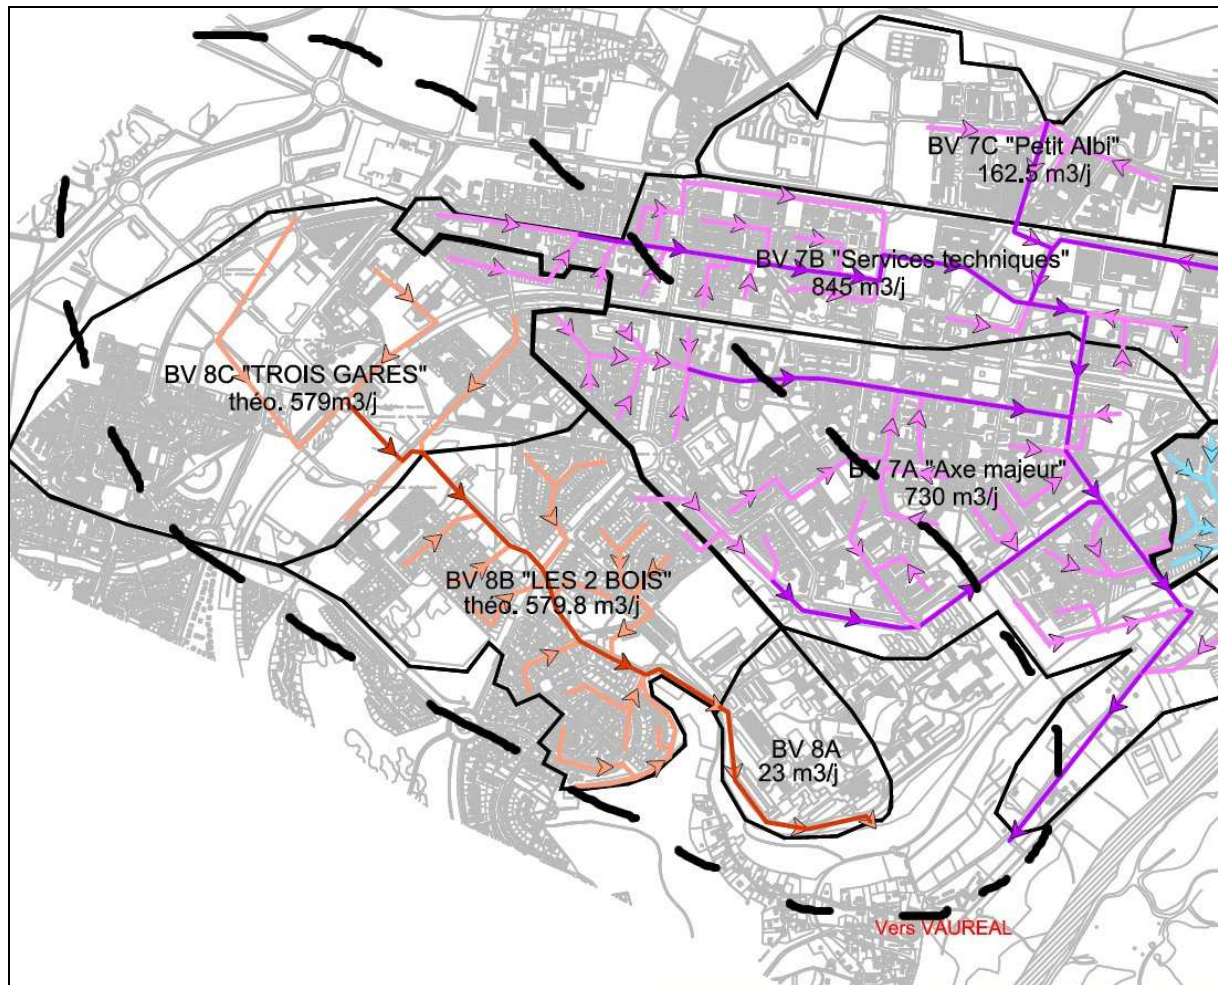 BV 7C "Petit Albi"
162.5 m3/j
BV 7B "Services techniques"
845 m3/j
BV 8C "TROIS GARES"
théo. 579m3/j
BV 7A "Axe majeur"
730 m3/j
BV 8B "LES 2 BOIS"
théo. 579.8 m3/j
BV 8A
23 m3/j
Vers VAUREAL